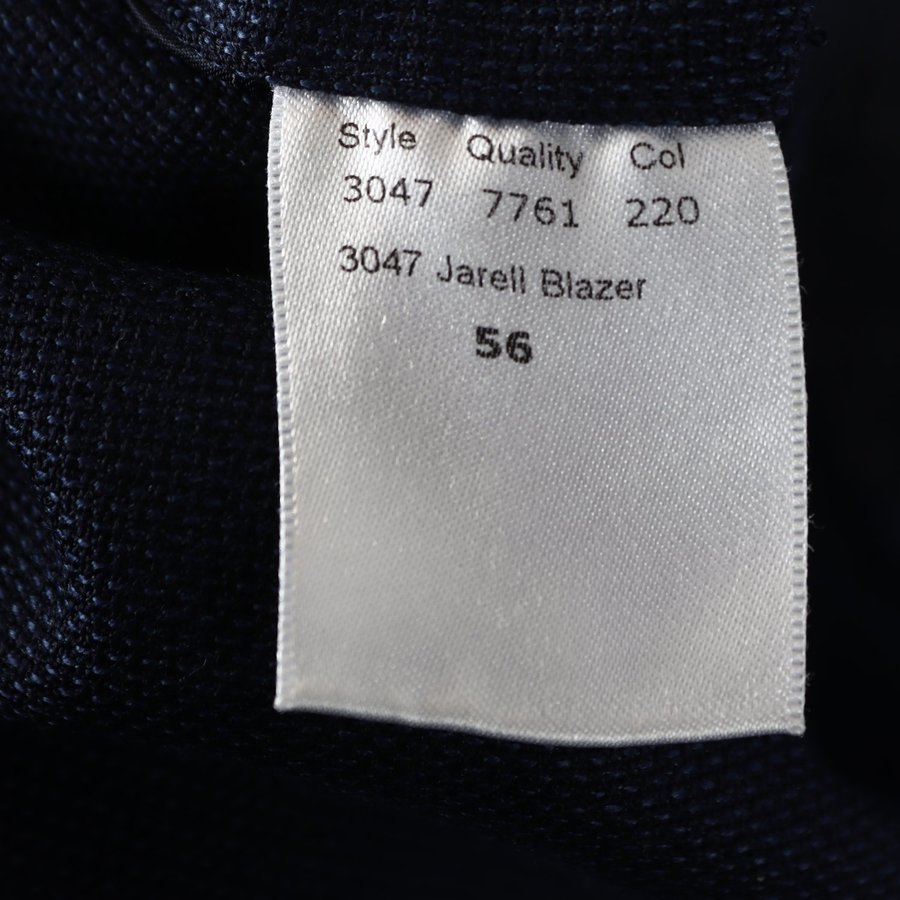 Style Quality Col
3047 7761 220
3047 Jarell Blazer
56